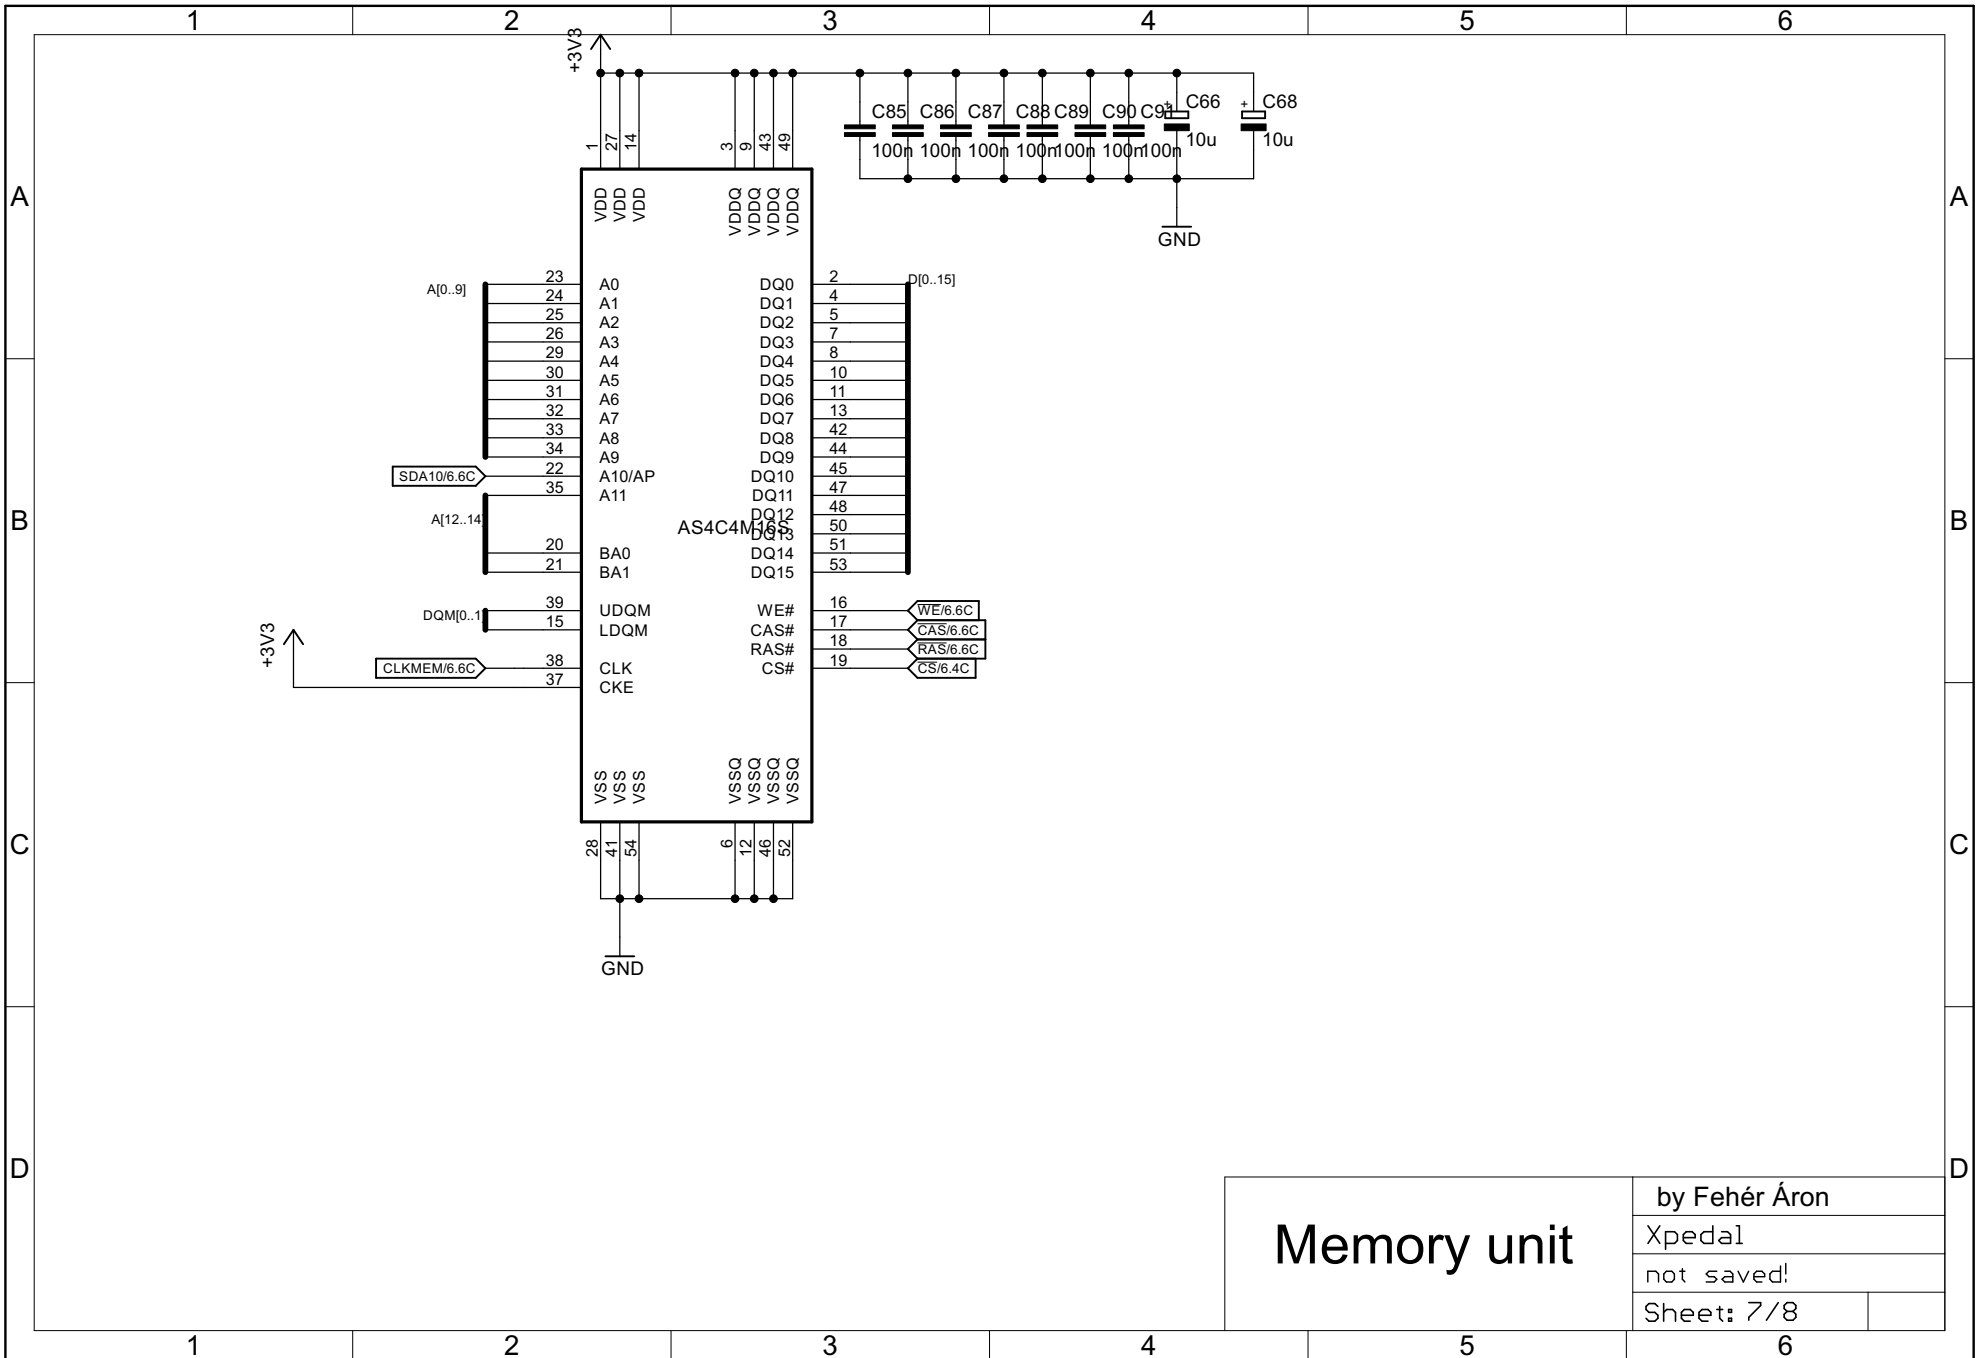 1 2 3 4 5 6
A A
B B
C C
D D
+3V3
1 27 14 3 9 43 49
VDD VDD VDD VDDQ VDDQ VDDQ VDDQ
C85 C86 C87 C88 C89 C90 C91 C66 C68
+ +
100n 100n 100n 100n 100n 100n 100n 10u 10u
GND
A[0..9]
D[0..15]
23 A0 DQ0 2
24 A1 DQ1 4
25 A2 DQ2 5
26 A3 DQ3 7
29 A4 DQ4 8
30 A5 DQ5 10
31 A6 DQ6 11
32 A7 DQ7 13
33 A8 DQ8 42
34 A9 DQ9 44
SDA10/6.6C 22 A10/AP DQ10 45
35 A11 DQ11 47
A[12..14]
DQ12 48
AS4C4M16S
DQ13 50
20 BA0 DQ14 51
21 BA1 DQ15 53
DQM[0..1]
39 UDQM WE# 16 WE/6.6C
15 LDQM CAS# 17 CAS/6.6C
RAS# 18 RAS/6.6C
CLKMEM/6.6C 38 CLK CS# 19 CS/6.4C
+3V3 37 CKE
VSS VSS VSS VSSQ VSSQ VSSQ VSSQ
28 41 54 6 12 46 52
GND
Memory unit
by Fehér Áron
Xpedal
not saved!
Sheet: 7/8
1 2 3 4 5 6